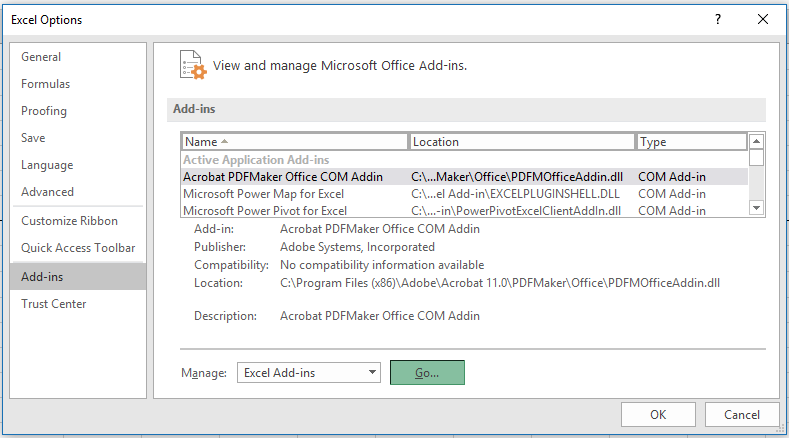 Excel Options
?
General
Formulas
Proofing
Save
Language
Advanced
Customize Ribbon
Quick Access Toolbar
Add-ins
Trust Center
View and manage Microsoft Office Add-ins.
Add-ins
Name Location Type
Active Application Add-ins
Acrobat PDFMaker Office COM Addin C:\...Maker\Office\PDFMOfficeAddin.dll COM Add-in
Microsoft Power Map for Excel C:\...el Add-in\EXCELPLUGINSHELL.DLL COM Add-in
Microsoft Power Pivot for Excel C:\...-in\PowerPivotExcelClientAddIn.dll COM Add-in
Add-in: Acrobat PDFMaker Office COM Addin
Publisher: Adobe Systems, Incorporated
Compatibility: No compatibility information available
Location: C:\Program Files (x86)\Adobe\Acrobat 11.0\PDFMaker\Office\PDFMOfficeAddin.dll
Description: Acrobat PDFMaker Office COM Addin
Manage: Excel Add-ins Go...
OK Cancel